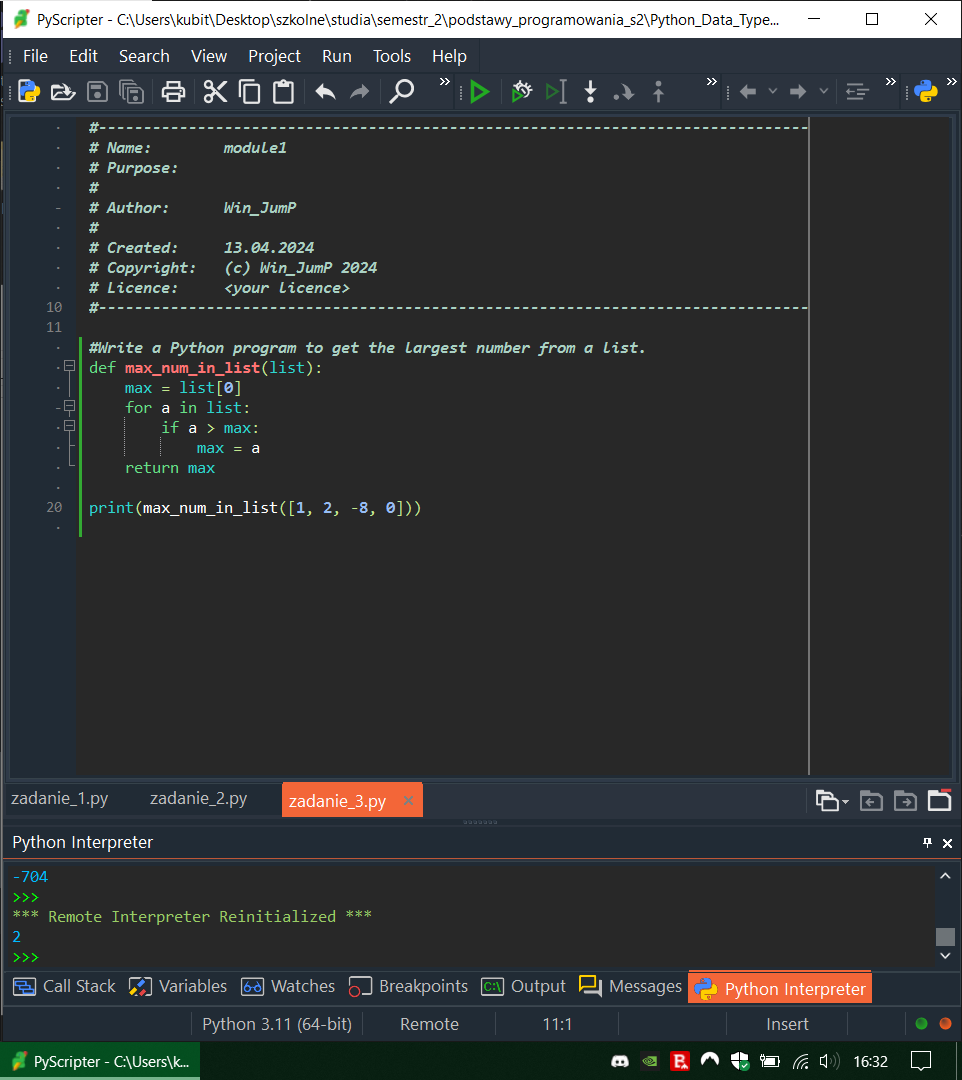 PyScripter - C:\Users\kubit\Desktop\szkolne\studia\semestr_2\podstawy_programowania_s2\Python_Data_Type...
File Edit Search View Project Run Tools Help
#-------------------------------------------------------------------------------
# Name:        module1
# Purpose:
#
# Author:      Win_JumP
#
# Created:     13.04.2024
# Copyright:   (c) Win_JumP 2024
# Licence:     <your licence>
10 #-------------------------------------------------------------------------------
11
#Write a Python program to get the largest number from a list.
def max_num_in_list(list):
    max = list[0]
    for a in list:
        if a > max:
            max = a
    return max
20 print(max_num_in_list([1, 2, -8, 0]))
zadanie_1.py zadanie_2.py zadanie_3.py
Python Interpreter
-704
>>>
*** Remote Interpreter Reinitialized ***
2
>>>
Call Stack Variables Watches Breakpoints C:\ Output Messages Python Interpreter
Python 3.11 (64-bit) Remote 11:1 Insert
PyScripter - C:\Users\k... 16:32